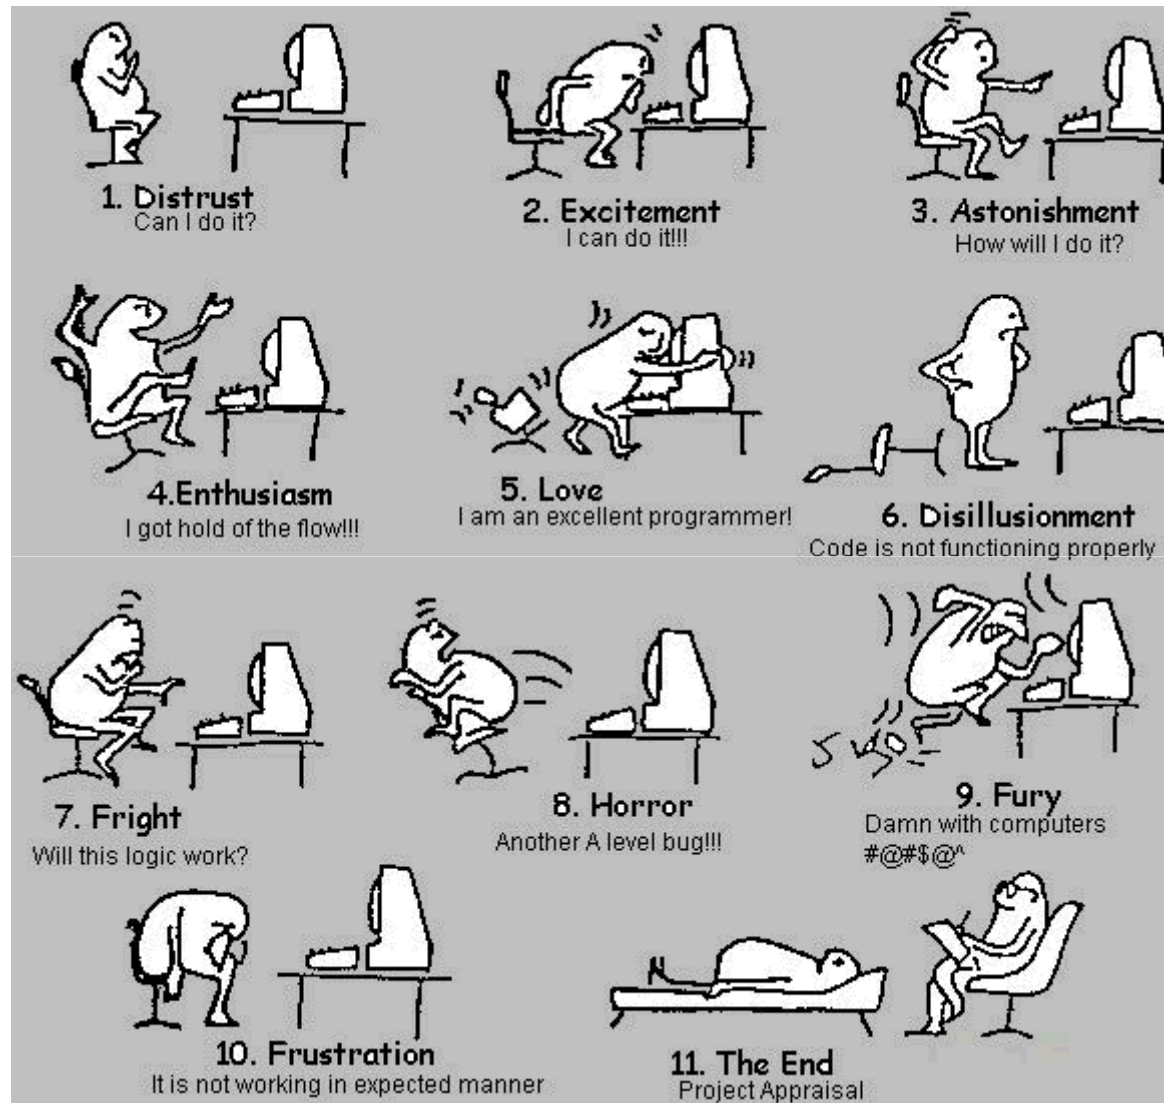 1. Distrust
Can I do it?
2. Excitement
I can do it!!!
3. Astonishment
How will I do it?
4.Enthusiasm
I got hold of the flow!!!
5. Love
I am an excellent programmer!
6. Disillusionment
Code is not functioning properly
7. Fright
Will this logic work?
8. Horror
Another A level bug!!!
9. Fury
Damn with computers
#@#$@^
10. Frustration
It is not working in expected manner
11. The End
Project Appraisal